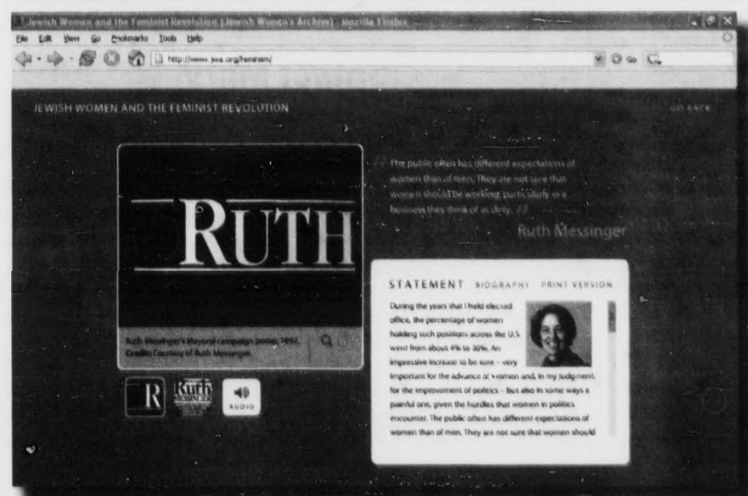 Jewish Women and the Feminist Revolution (Jewish Women's Archive) - Mozilla Firefox
File Edit View Go Bookmarks Tools Help
http://www.jwa.org/feminism/
Go
JEWISH WOMEN AND THE FEMINIST REVOLUTION
GO BACK
RUTH
Ruth Messinger's Mayoral campaign poster, 1997.
Credits: Courtesy of Ruth Messinger.
R
Ruth
MESSINGER
AUDIO
"The public often has different expectations of
women than of men. They are not sure that
women should be working, particularly in a
business they think of as dirty."
Ruth Messinger
STATEMENT BIOGRAPHY PRINT VERSION
During the years that I held elected
office, the percentage of women
holding such positions across the U.S.
went from about 4% to 20%. An
impressive increase to be sure – very
important for the advance of women and, in my judgment,
for the improvement of politics – but also in some ways a
painful one, given the hurdles that women in politics
encounter. The public often has different expectations of
women than of men. They are not sure that women should